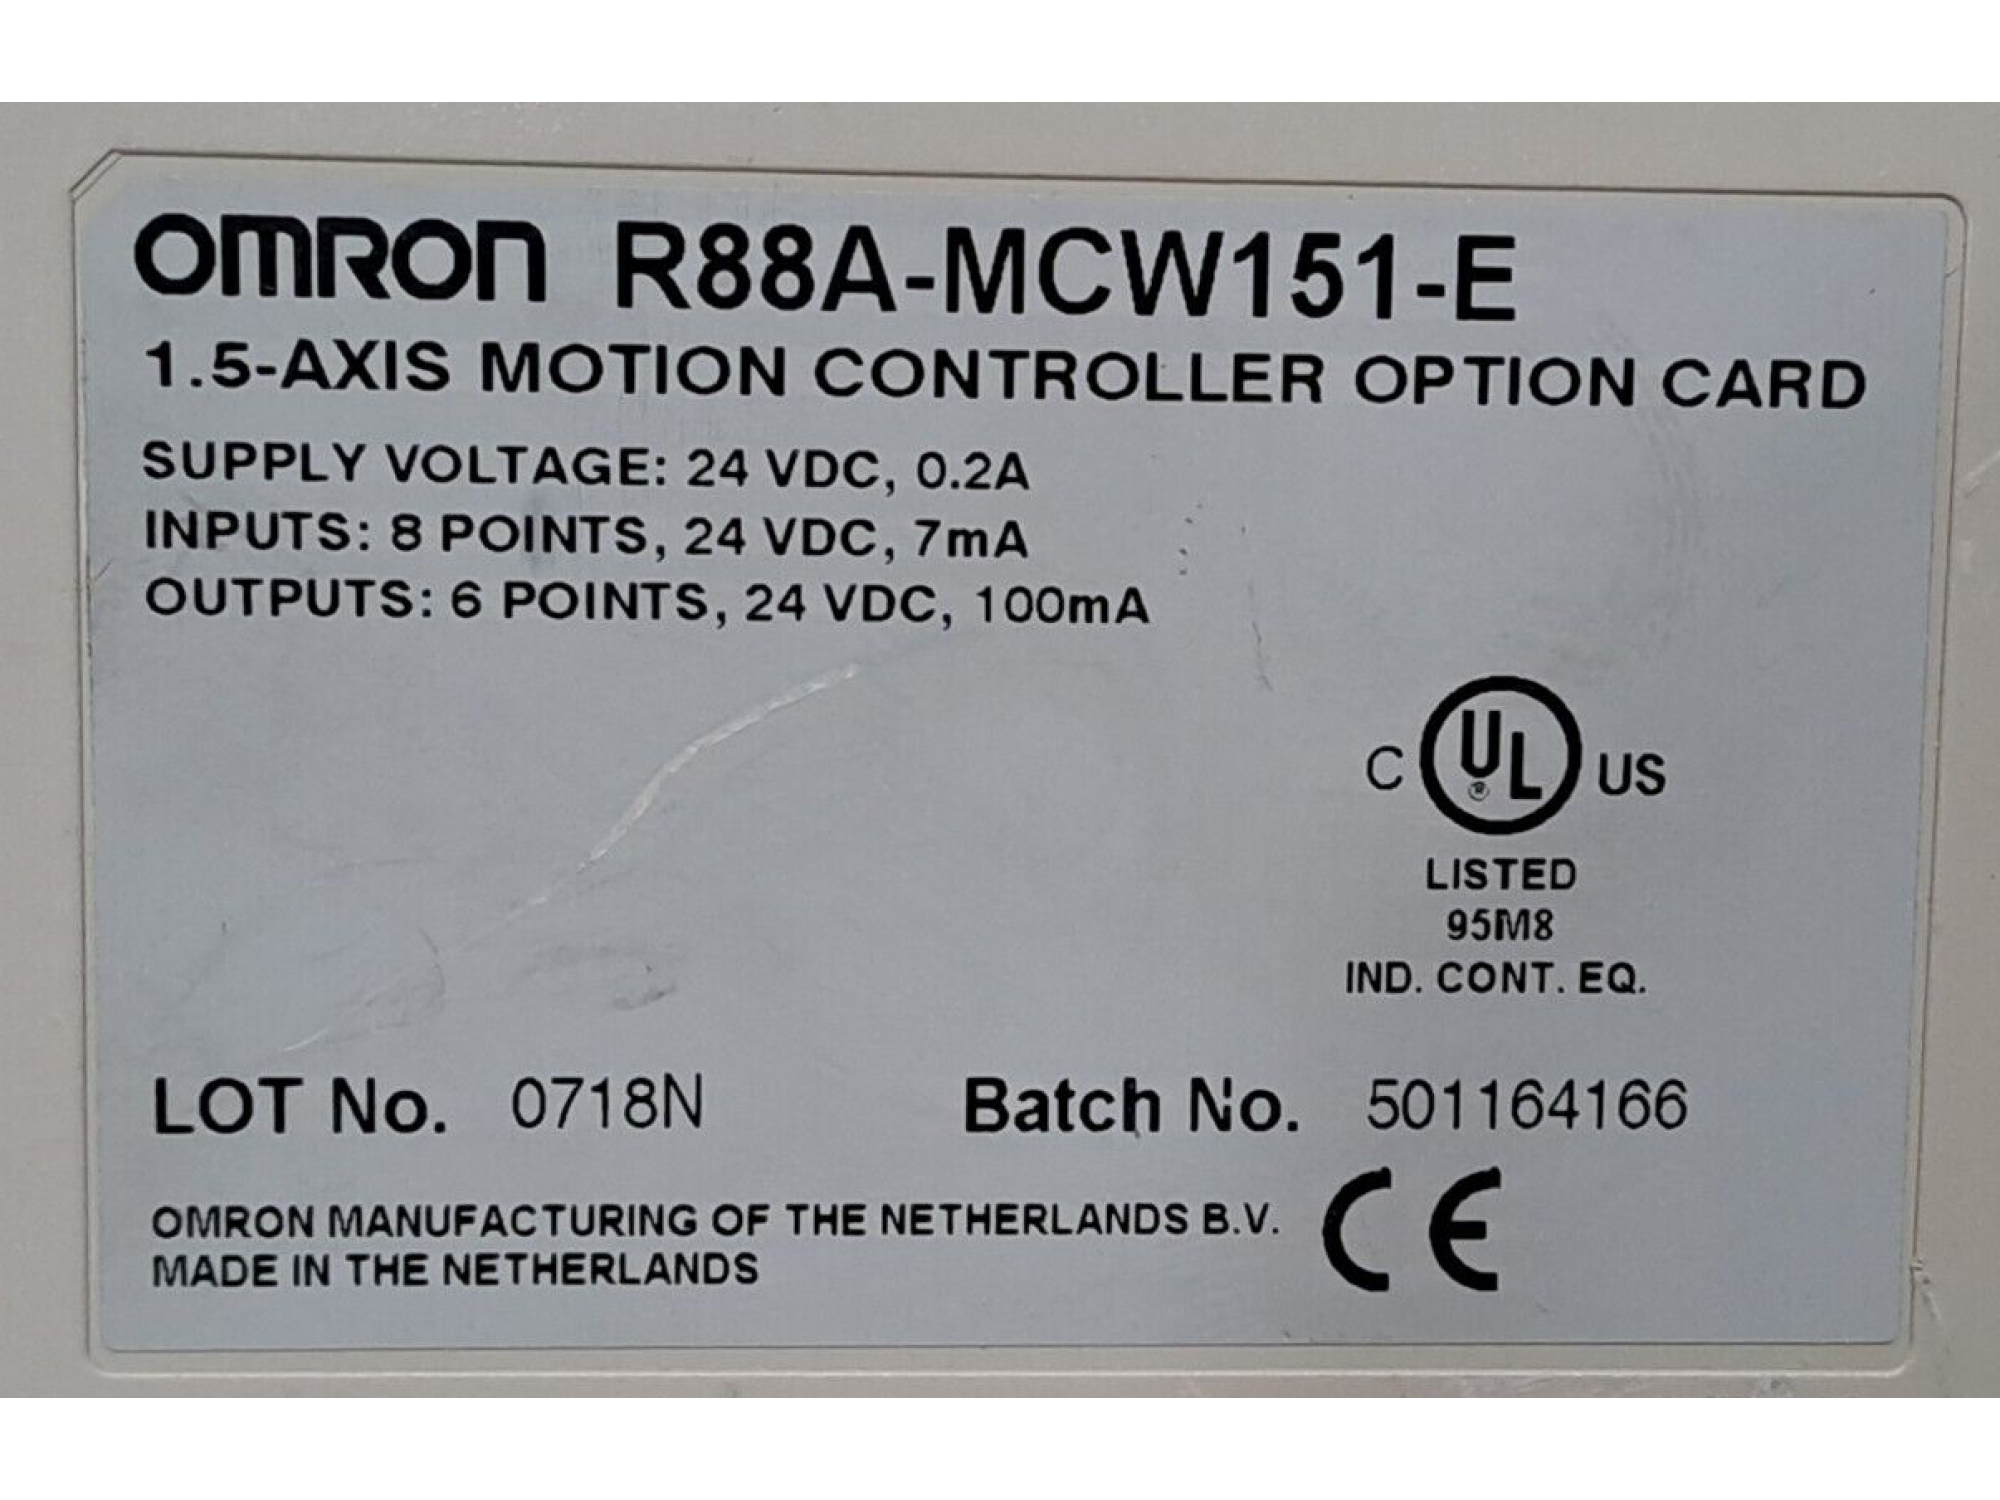 OMRON R88A-MCW151-E
1.5-AXIS MOTION CONTROLLER OPTION CARD
SUPPLY VOLTAGE: 24 VDC, 0.2A
INPUTS: 8 POINTS, 24 VDC, 7mA
OUTPUTS: 6 POINTS, 24 VDC, 100mA
C UL US
LISTED
95M8
IND. CONT. EQ.
LOT No. 0718N Batch No. 501164166
OMRON MANUFACTURING OF THE NETHERLANDS B.V. CE
MADE IN THE NETHERLANDS